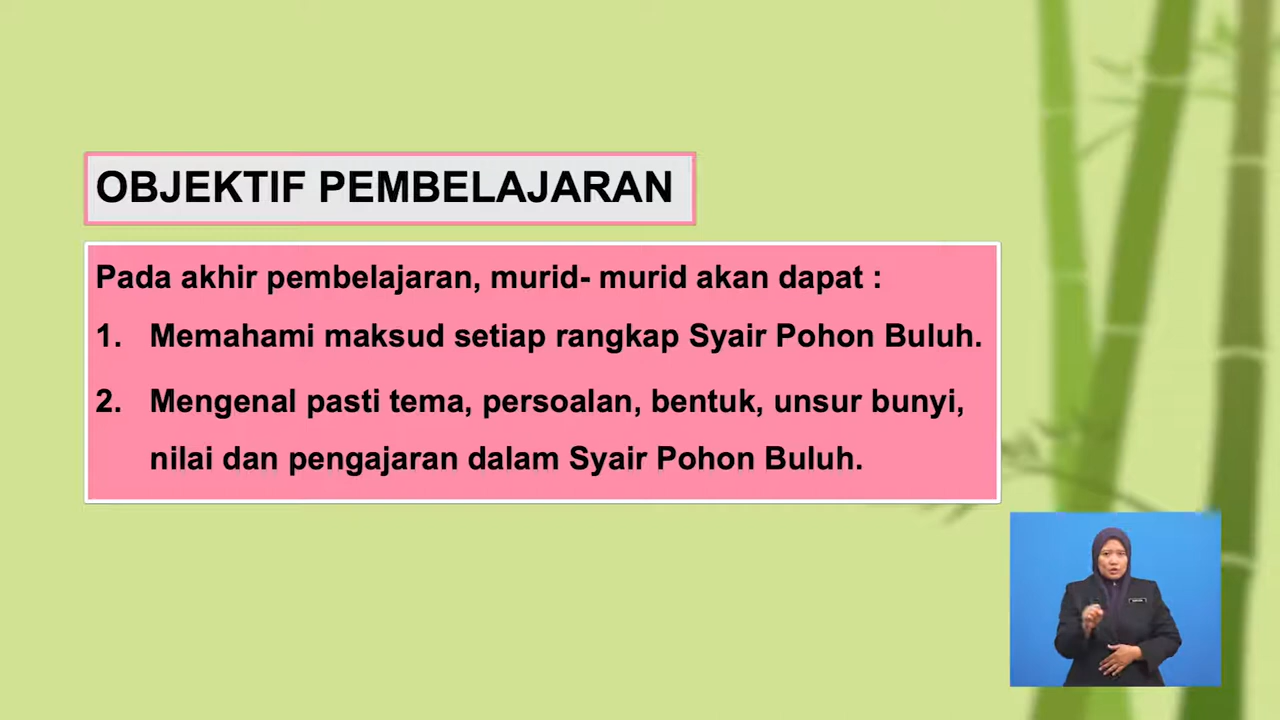 OBJEKTIF PEMBELAJARAN
Pada akhir pembelajaran, murid- murid akan dapat :
1. Memahami maksud setiap rangkap Syair Pohon Buluh.
2. Mengenal pasti tema, persoalan, bentuk, unsur bunyi,
nilai dan pengajaran dalam Syair Pohon Buluh.